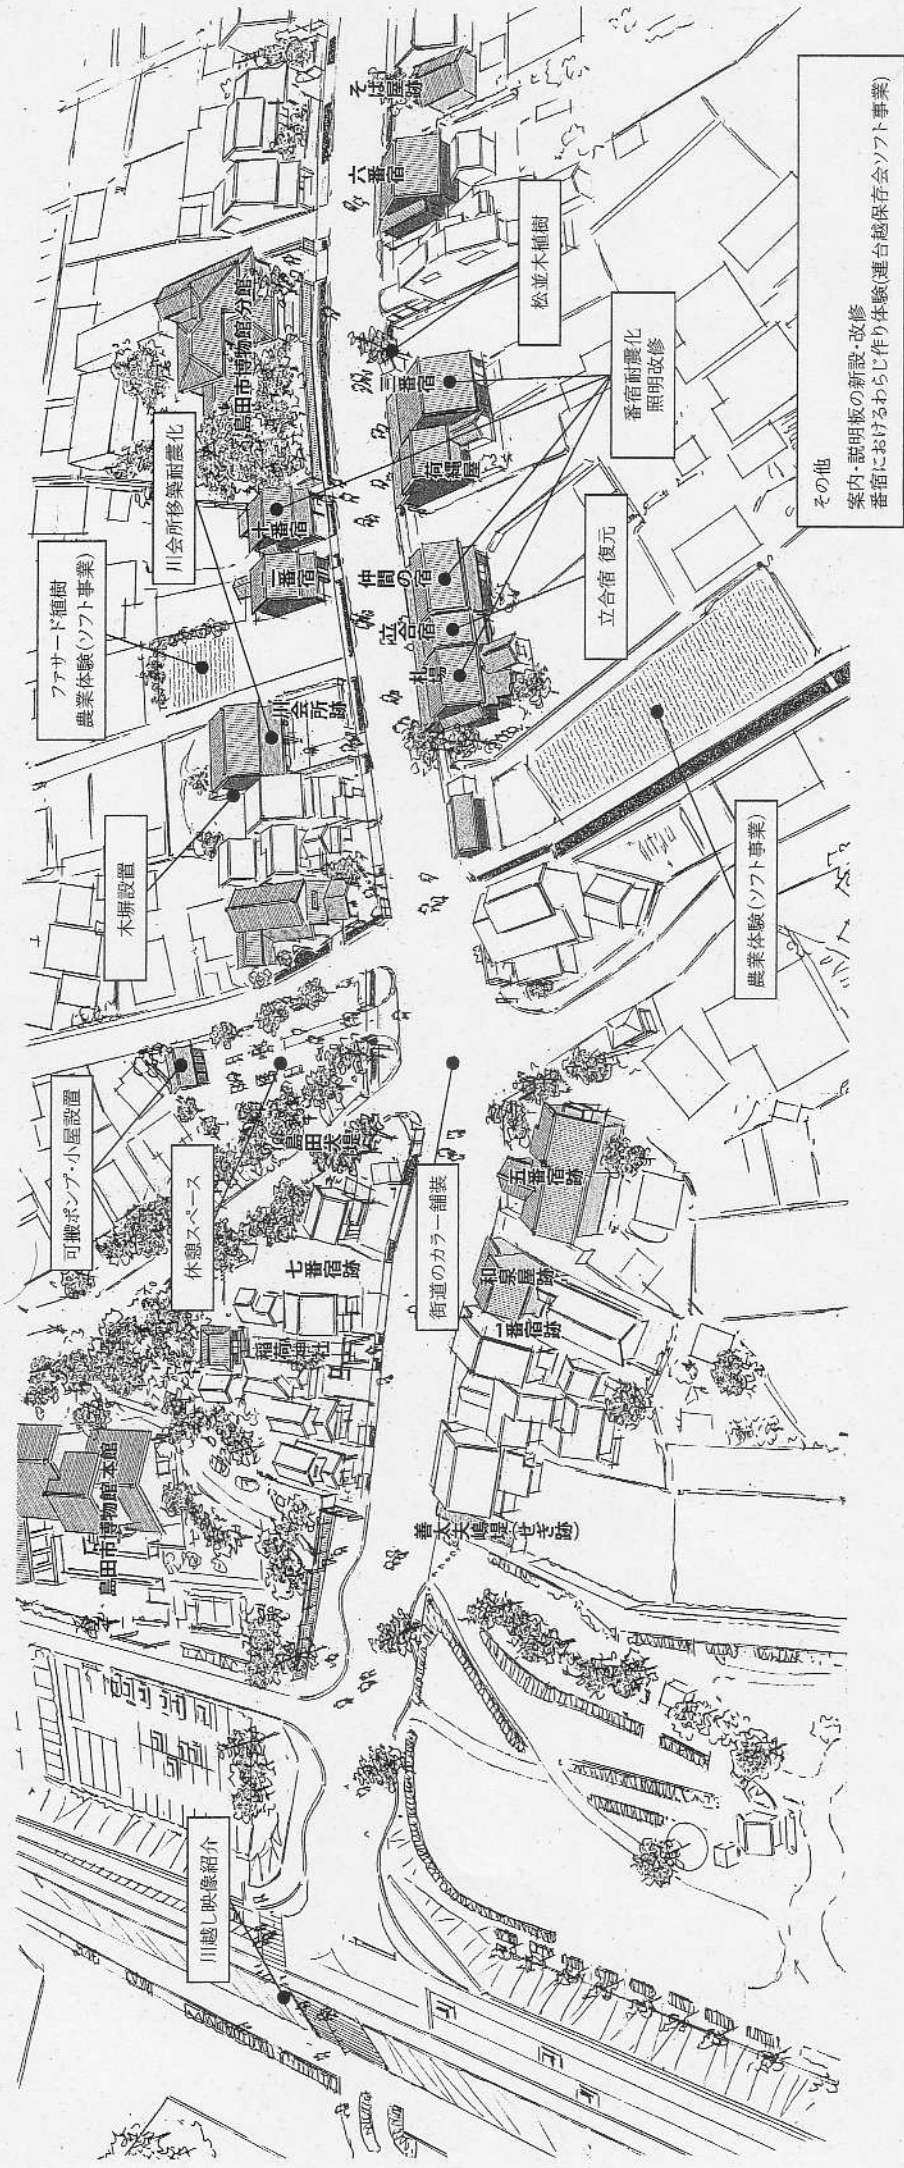 可搬ポンプ・小屋設置
ファサード植樹
農業体験(ソフト事業)
島田市博物館本館
木塀設置
川会所移築耐震化
休憩スペース
川越し映像紹介
島田市博物館分館
稲荷神社
七番宿跡
島田大堤
川会所跡
二番宿
十番宿
街道のカラー舗装
善太夫嶋堤(せぎ跡)
一番宿跡
和泉屋跡
五番宿跡
札場
立合宿
仲間の宿
荷縄屋
三番宿
六番宿
そば屋跡
農業体験(ソフト事業)
立合宿 復元
番宿耐震化
照明改修
松並木植樹
その他
案内・説明板の新設・改修
番宿におけるわらじ作り体験(連台越保存会ソフト事業)